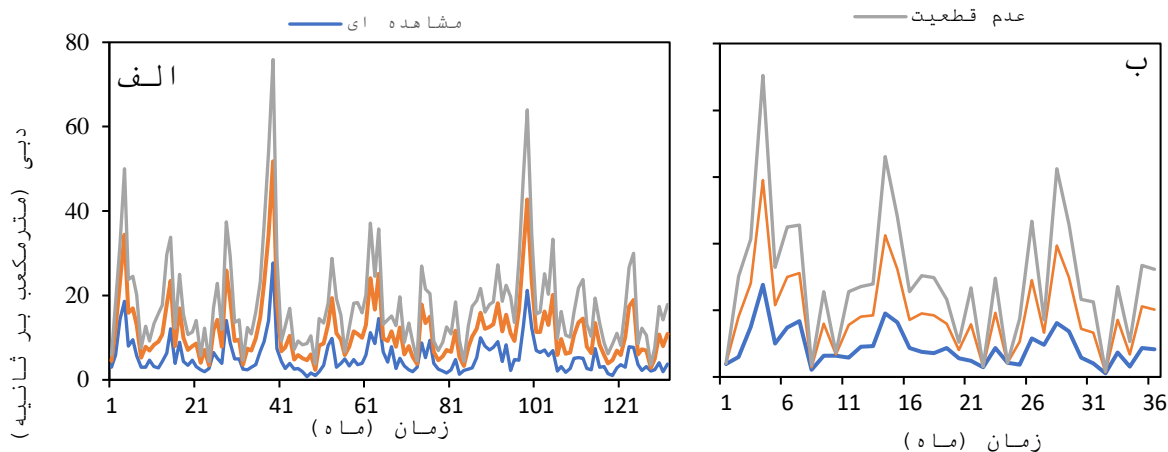 مشاهده ای
عدم قطعیت
الف
ب
دبی (مترمکعب بر ثانیه)
80
60
40
20
0
1 21 41 61 81 101 121
1 6 11 16 21 26 31 36
زمان (ماه)
زمان (ماه)